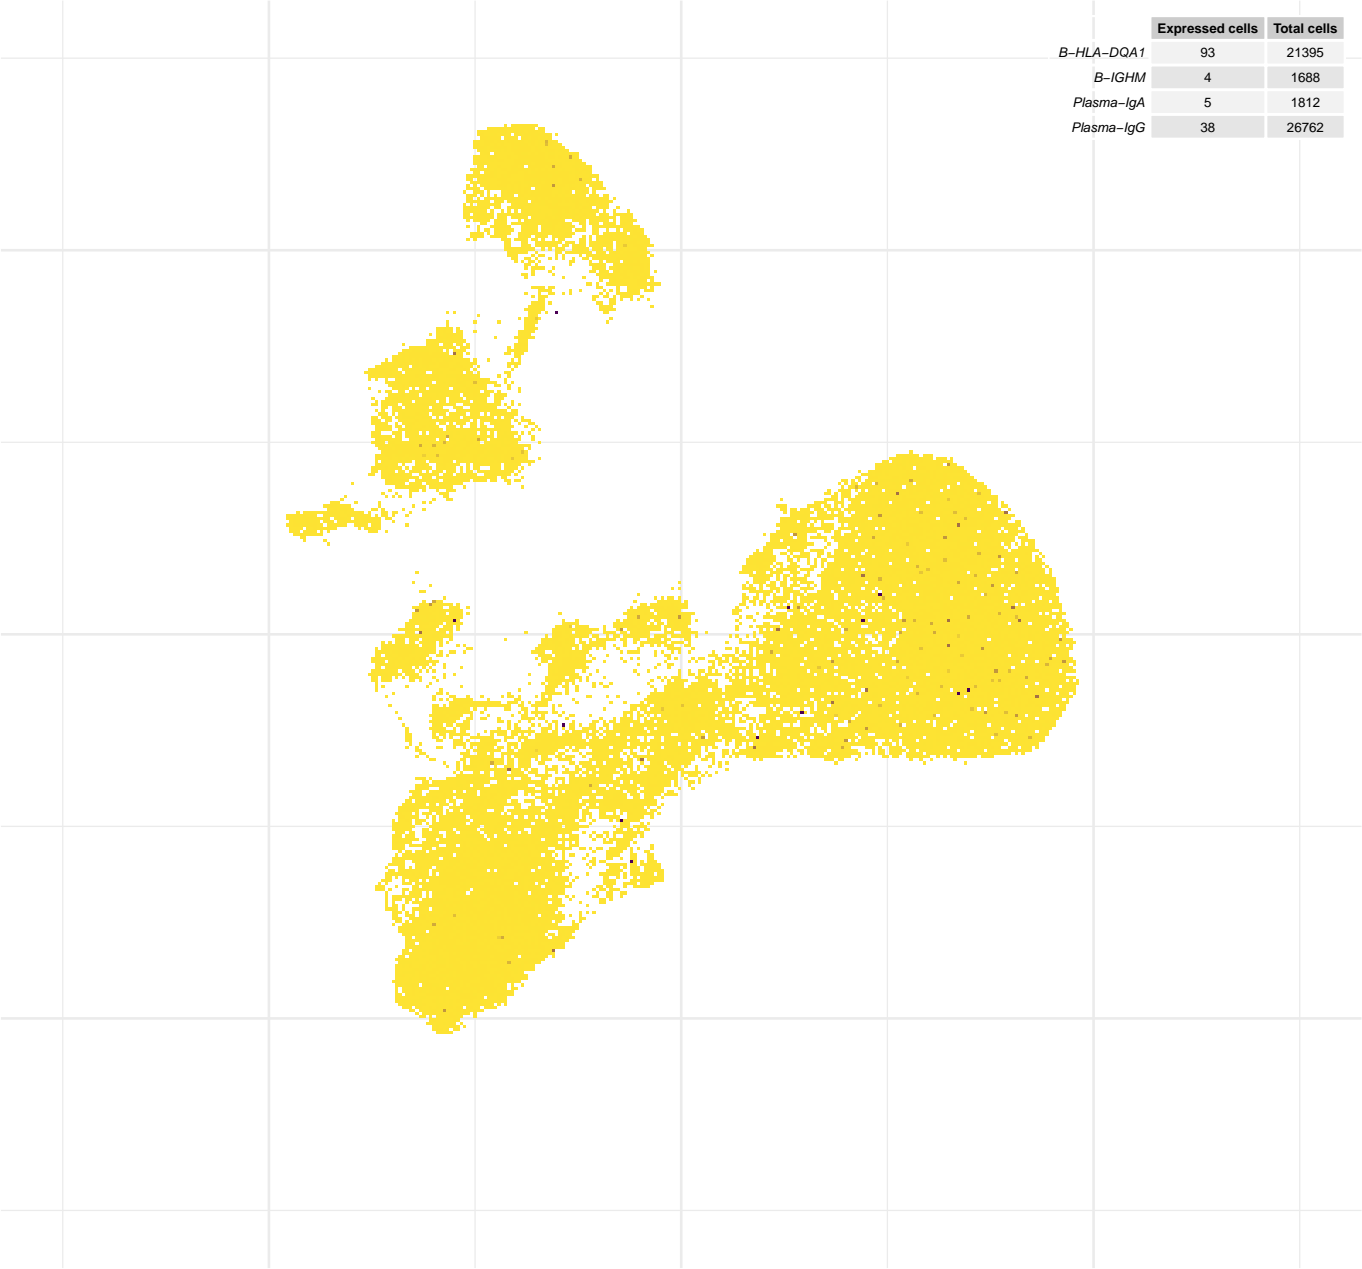 Expressed cells Total cells
B−HLA−DQA1 93 21395
B−IGHM 4 1688
Plasma−IgA 5 1812
Plasma−IgG 38 26762